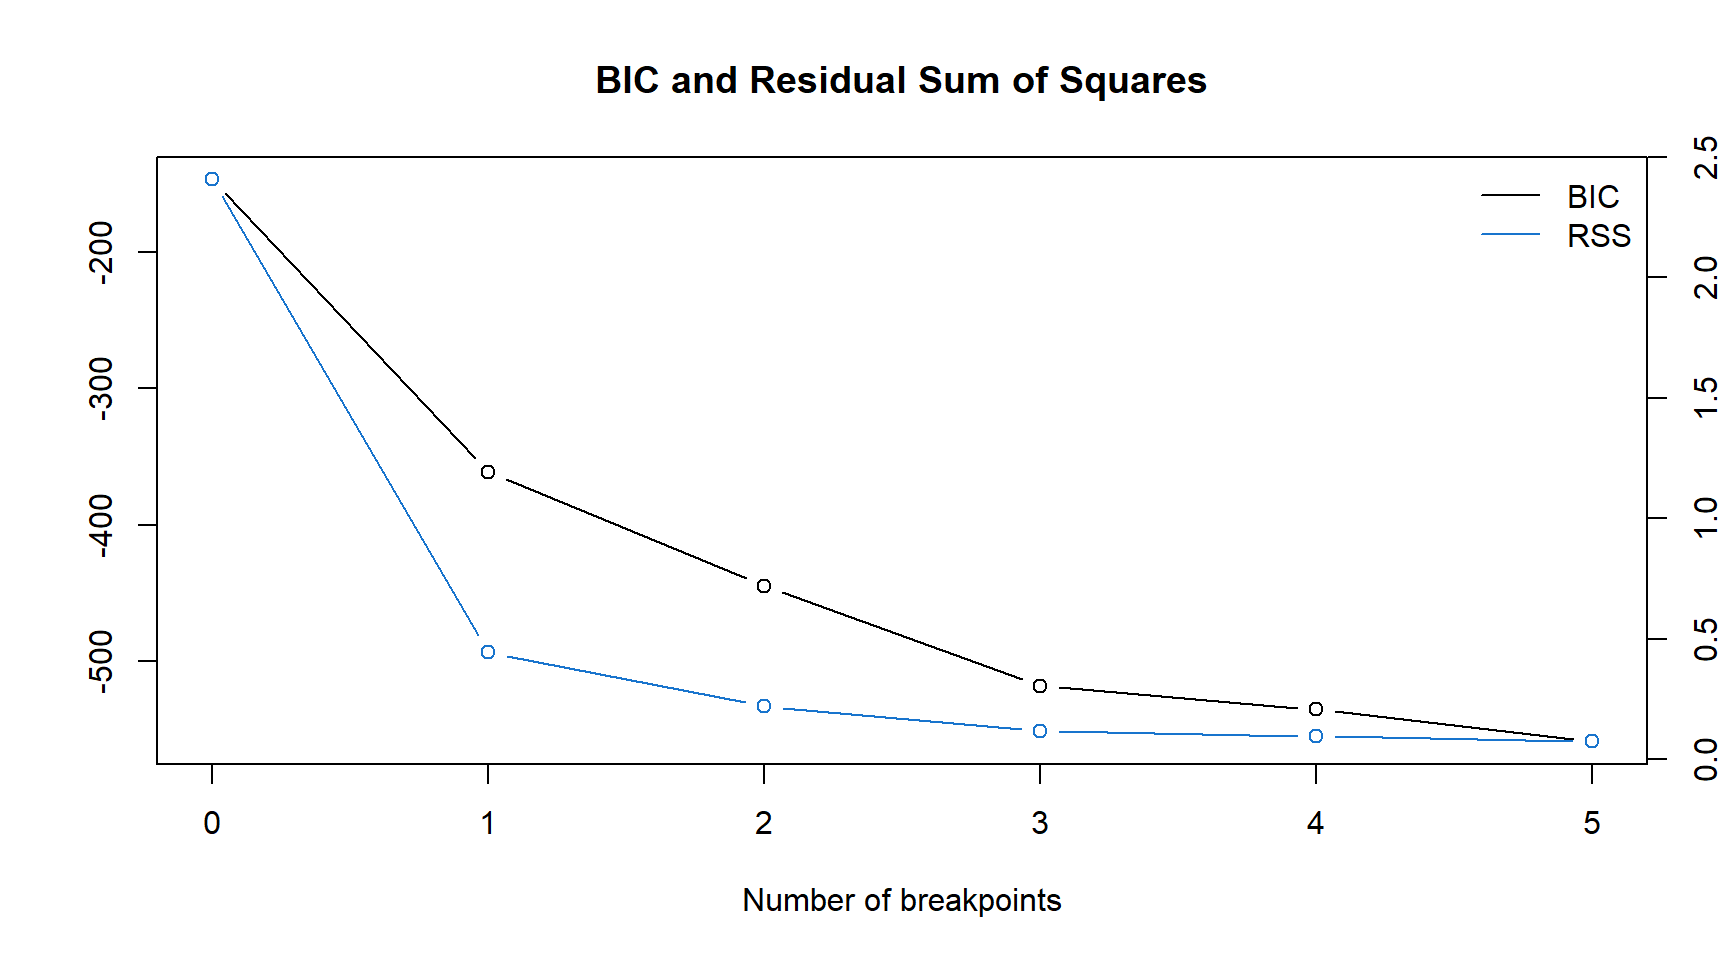 BIC and Residual Sum of Squares
BIC
RSS
-200
-300
-400
-500
2.5
2.0
1.5
1.0
0.5
0.0
0 1 2 3 4 5
Number of breakpoints